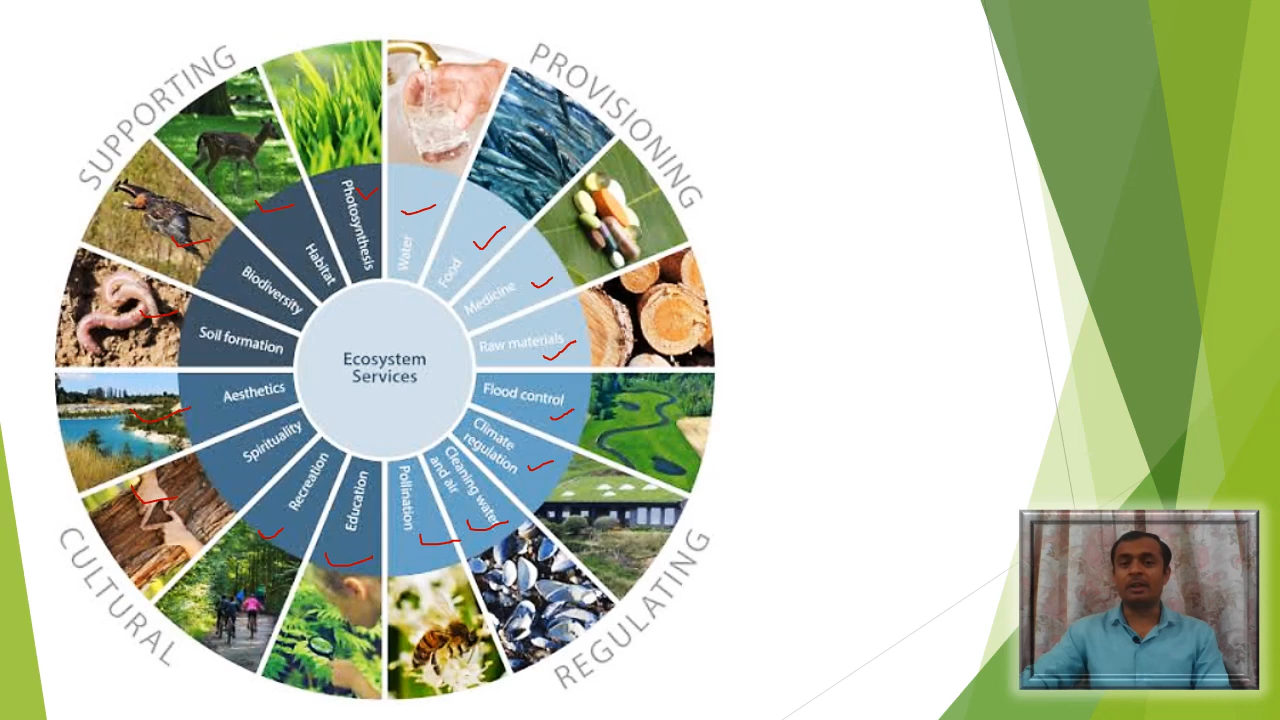 SUPPORTING
PROVISIONING
Photosynthesis
Habitat
Biodiversity
Soil formation
Water
Food
Medicine
Raw materials
Ecosystem
Services
Aesthetics
Spirituality
Recreation
Education
Flood control
Climate
regulation
Cleaning water
and air
Pollination
CULTURAL
REGULATING